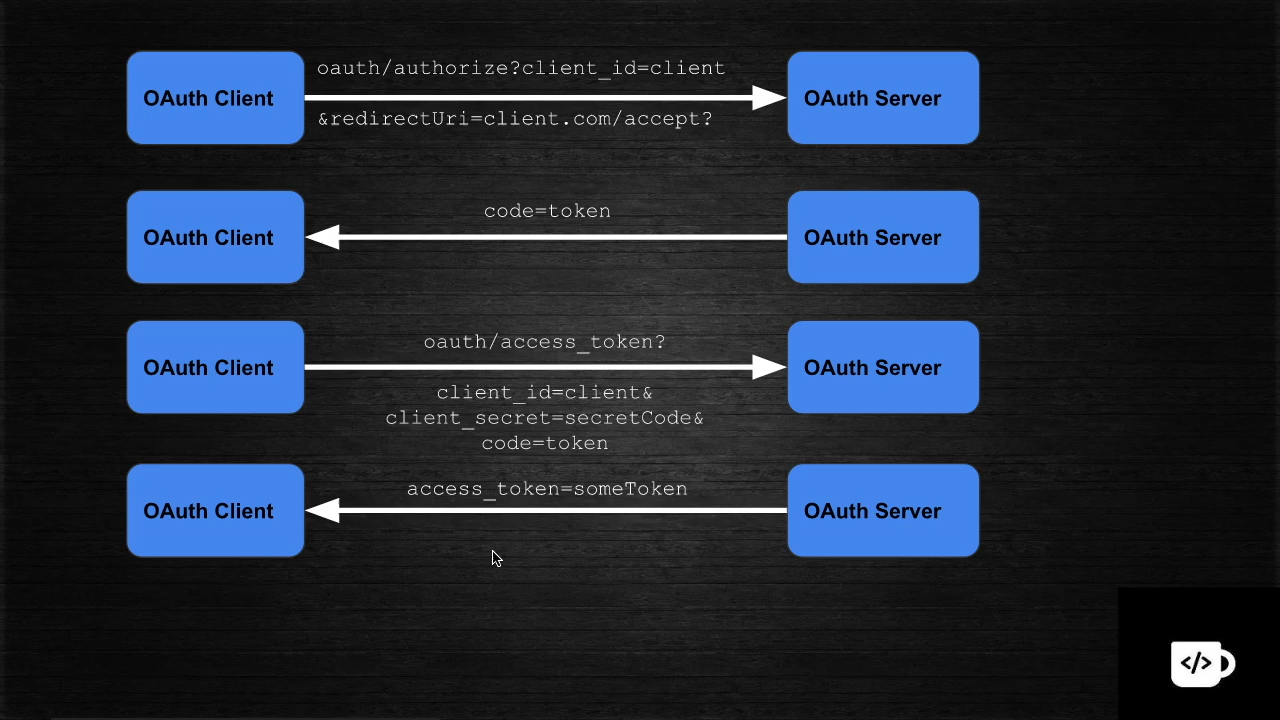 OAuth Client
oauth/authorize?client_id=client
&redirectUri=client.com/accept?
OAuth Server
OAuth Client
code=token
OAuth Server
OAuth Client
oauth/access_token?
client_id=client&
client_secret=secretCode&
code=token
OAuth Server
OAuth Client
access_token=someToken
OAuth Server
</>